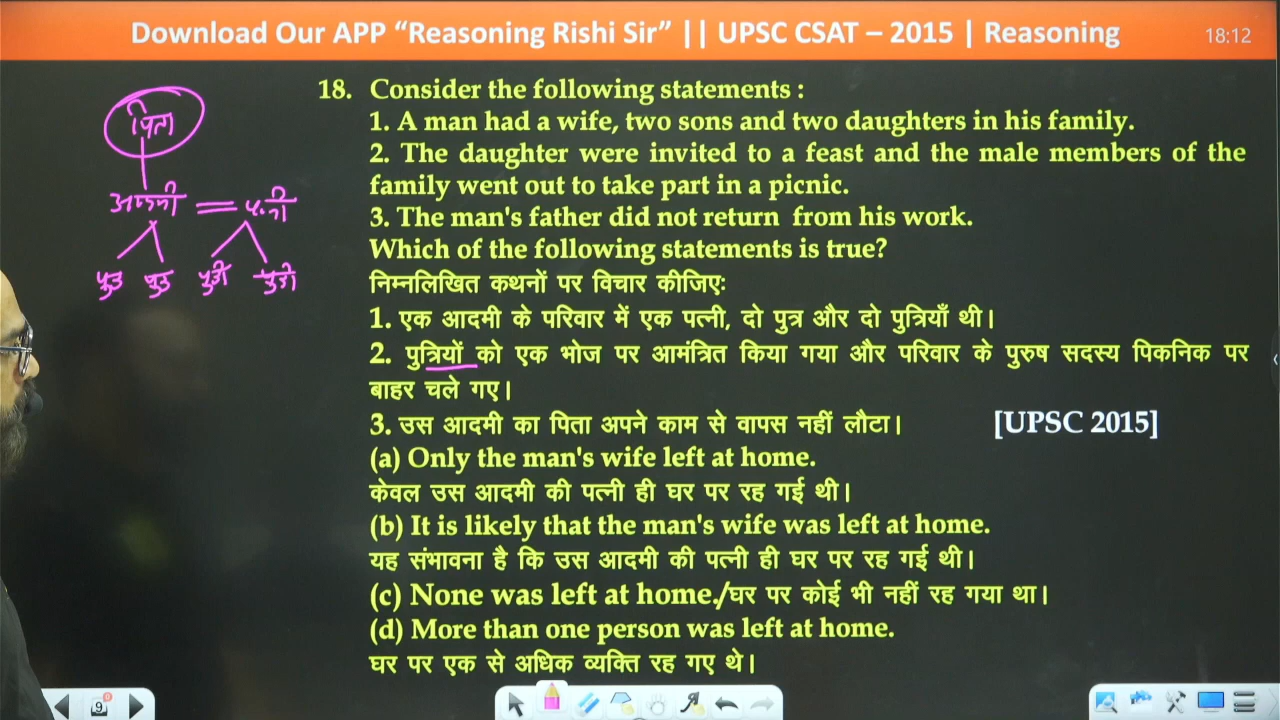 Download Our APP “Reasoning Rishi Sir” || UPSC CSAT – 2015 | Reasoning
18:12
पिता
आदमी = पत्नी
पुत्र पुत्र पुत्री पुत्री
18. Consider the following statements :
1. A man had a wife, two sons and two daughters in his family.
2. The daughter were invited to a feast and the male members of the
family went out to take part in a picnic.
3. The man's father did not return from his work.
Which of the following statements is true?
निम्नलिखित कथनों पर विचार कीजिएः
1. एक आदमी के परिवार में एक पत्नी, दो पुत्र और दो पुत्रियाँ थी।
2. पुत्रियों को एक भोज पर आमंत्रित किया गया और परिवार के पुरुष सदस्य पिकनिक पर
बाहर चले गए।
3. उस आदमी का पिता अपने काम से वापस नहीं लौटा। [UPSC 2015]
(a) Only the man's wife left at home.
केवल उस आदमी की पत्नी ही घर पर रह गई थी।
(b) It is likely that the man's wife was left at home.
यह संभावना है कि उस आदमी की पत्नी ही घर पर रह गई थी।
(c) None was left at home./घर पर कोई भी नहीं रह गया था।
(d) More than one person was left at home.
घर पर एक से अधिक व्यक्ति रह गए थे।
9